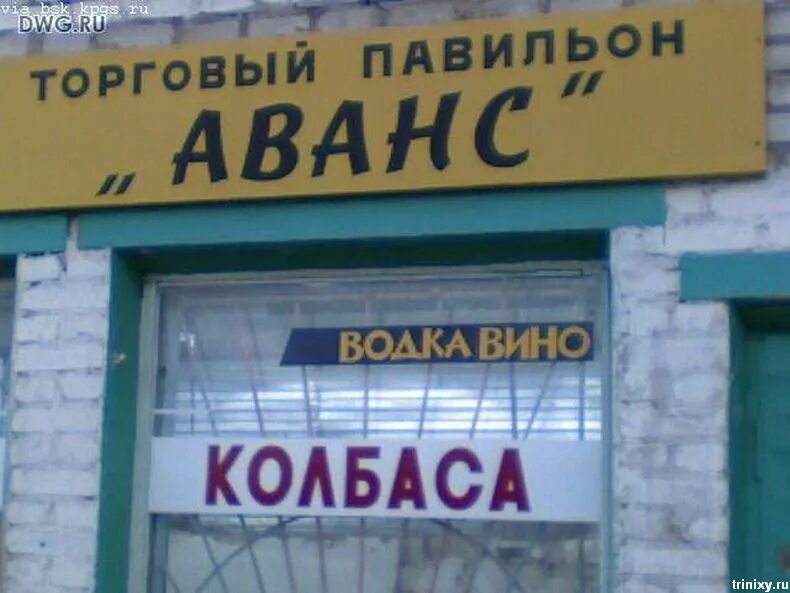 via bsk.kpgs.ru
DWG.RU
ТОРГОВЫЙ ПАВИЛЬОН
„АВАНС"
ВОДКА ВИНО
КОЛБАСА
trinixy.ru